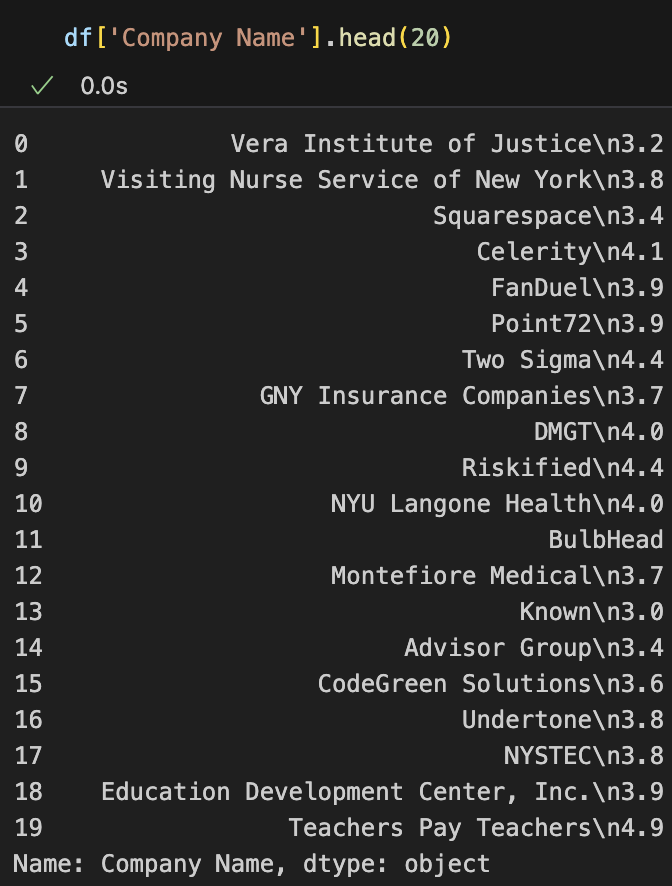 df['Company Name'].head(20)
✓ 0.0s
0 Vera Institute of Justice\n3.2
1 Visiting Nurse Service of New York\n3.8
2 Squarespace\n3.4
3 Celerity\n4.1
4 FanDuel\n3.9
5 Point72\n3.9
6 Two Sigma\n4.4
7 GNY Insurance Companies\n3.7
8 DMGT\n4.0
9 Riskified\n4.4
10 NYU Langone Health\n4.0
11 BulbHead
12 Montefiore Medical\n3.7
13 Known\n3.0
14 Advisor Group\n3.4
15 CodeGreen Solutions\n3.6
16 Undertone\n3.8
17 NYSTEC\n3.8
18 Education Development Center, Inc.\n3.9
19 Teachers Pay Teachers\n4.9
Name: Company Name, dtype: object